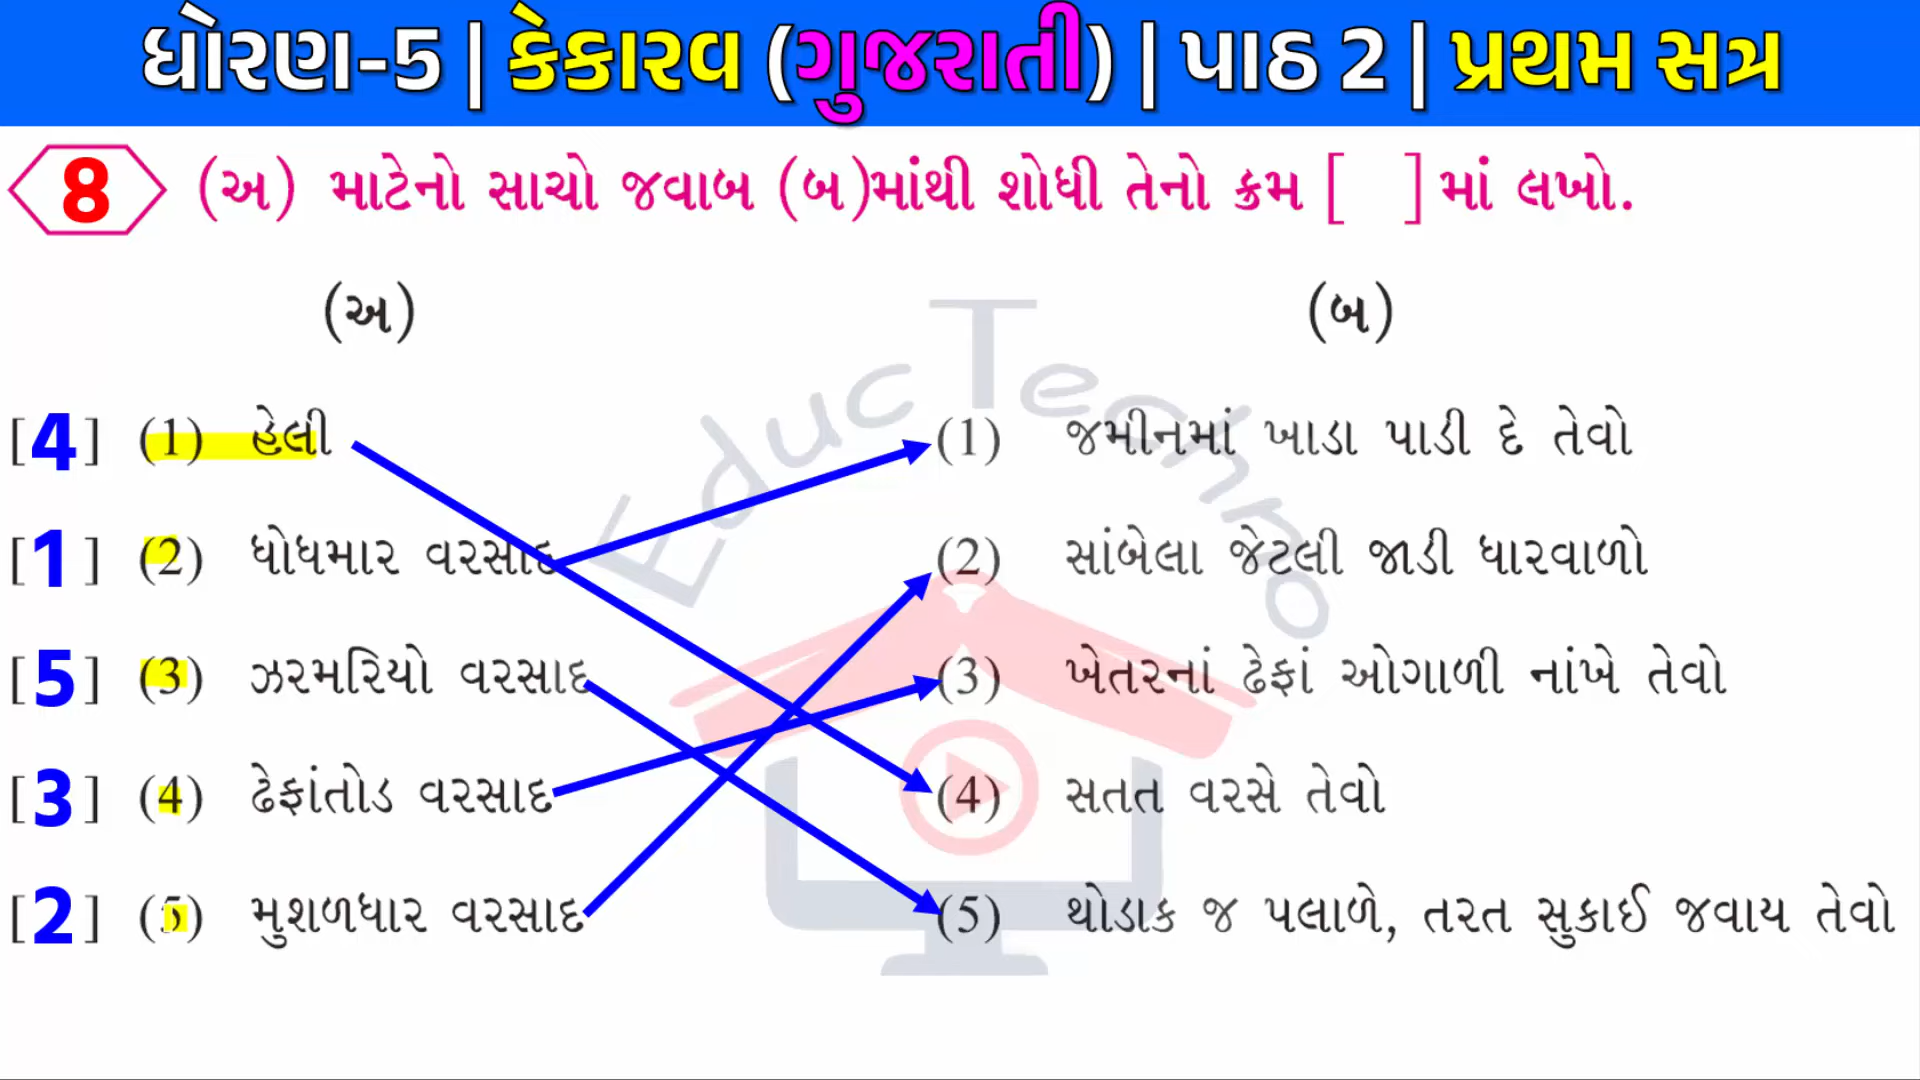 ધોરણ-5 | કેકારવ (ગુજરાતી) | પાઠ 2 | પ્રથમ સત્ર
8 (અ) માટેનો સાચો જવાબ (બ)માંથી શોધી તેનો ક્રમ [ ] માં લખો.
(અ) (બ)
[4] (1) હેલી (1) જમીનમાં ખાડા પાડી દે તેવો
[1] (2) ધોધમાર વરસાદ (2) સાંબેલા જેટલી જાડી ધારવાળો
[5] (3) ઝરમરિયો વરસાદ (3) ખેતરનાં ઢેફાં ઓગાળી નાંખે તેવો
[3] (4) ઢેફાંતોડ વરસાદ (4) સતત વરસે તેવો
[2] (5) મુશળધાર વરસાદ (5) થોડાક જ પલાળે, તરત સુકાઈ જવાય તેવો
EducTechno